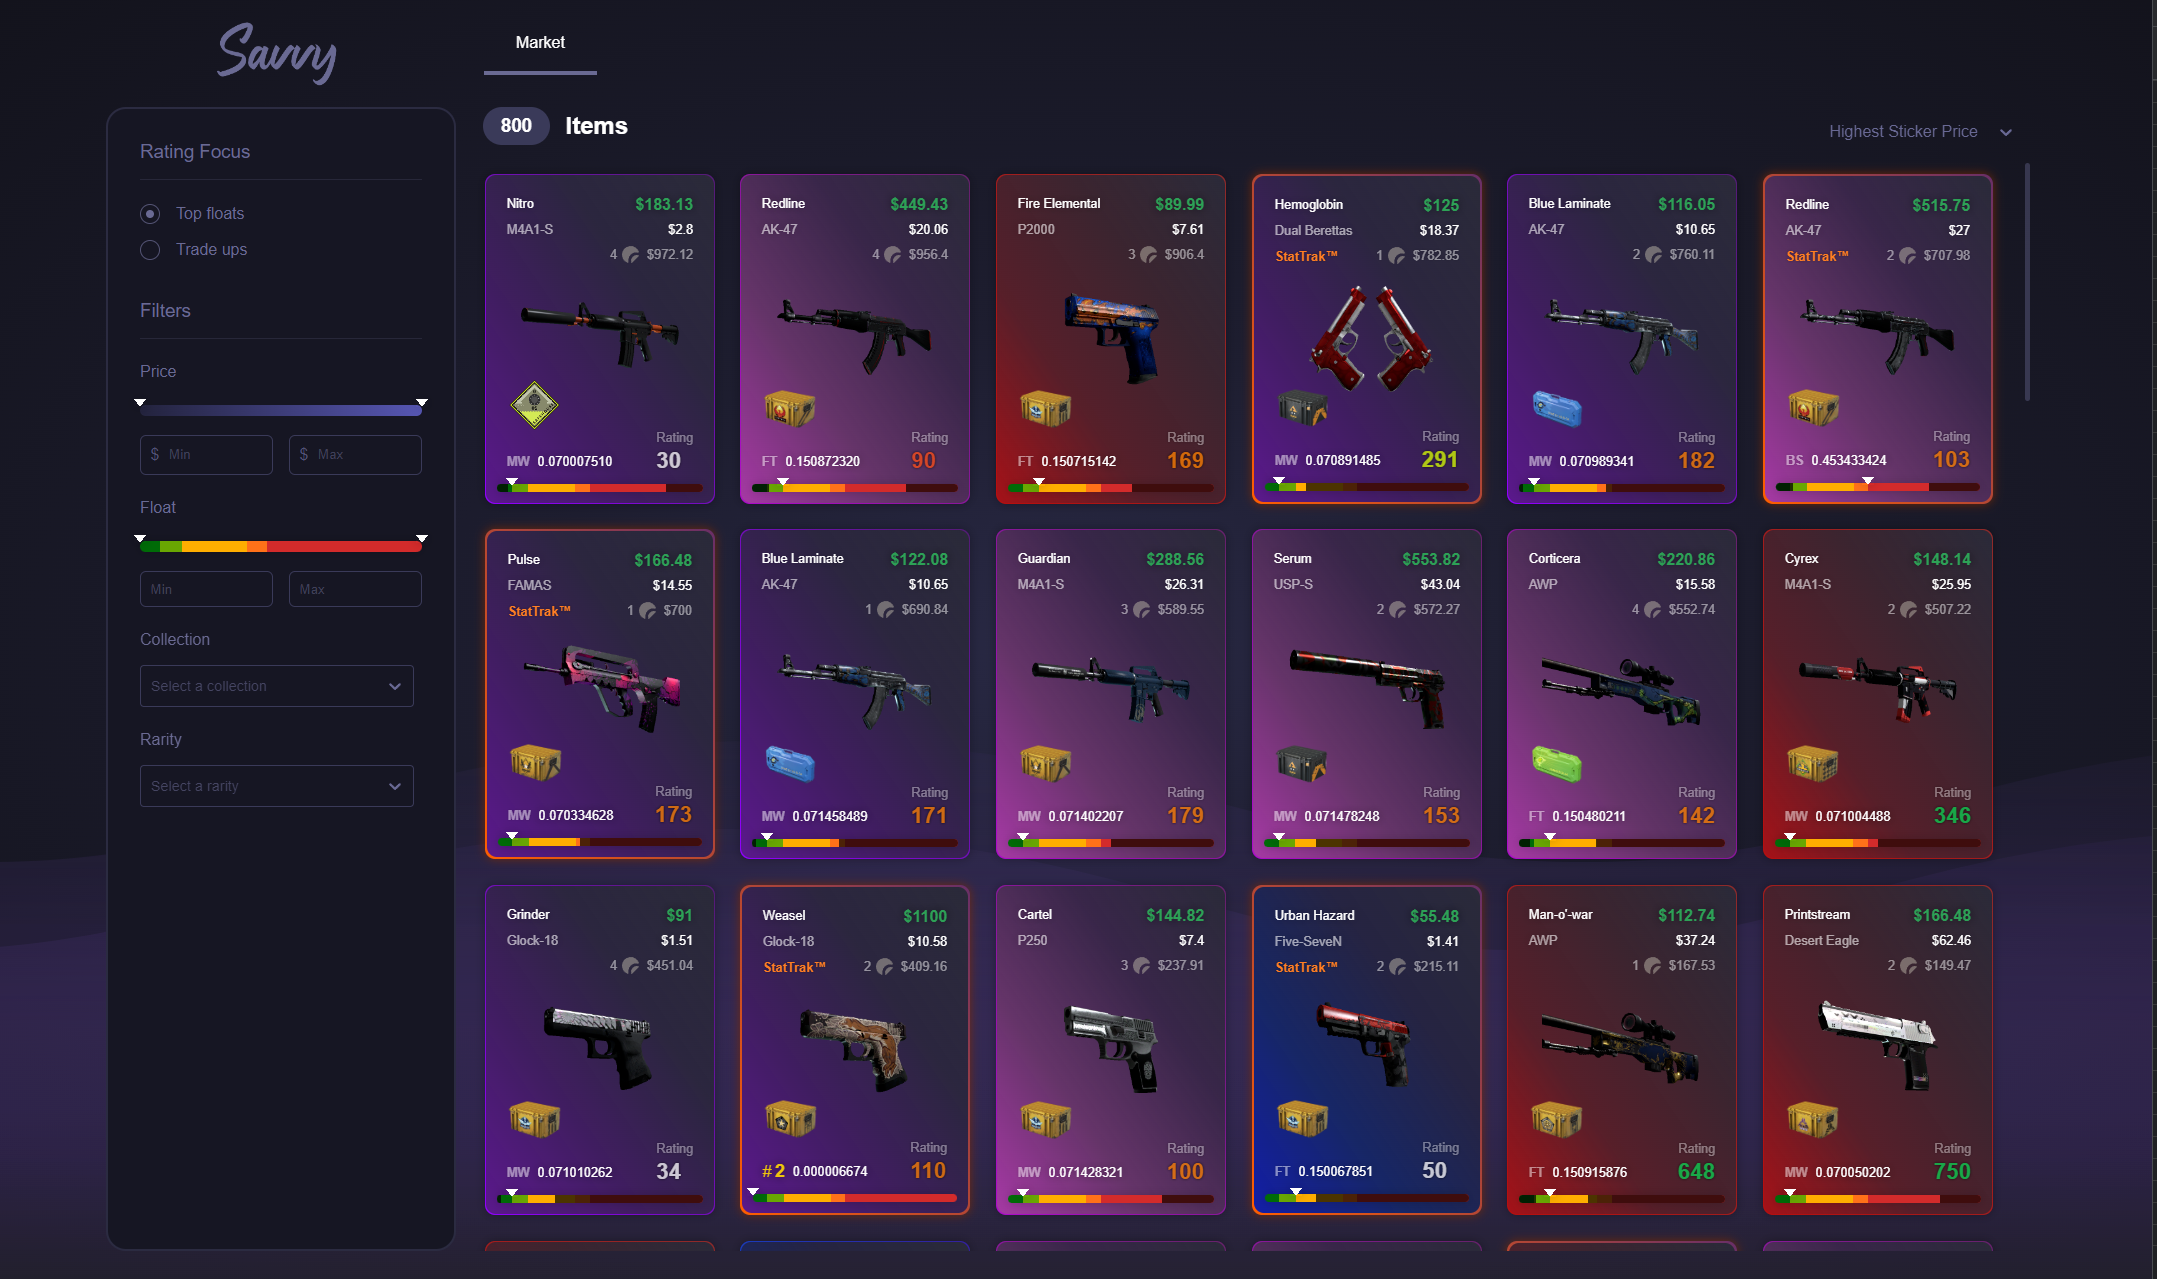 Savvy
Market
800 Items
Highest Sticker Price
Rating Focus
Top floats
Trade ups
Filters
Price
$ Min
$ Max
Float
Min
Max
Collection
Select a collection
Rarity
Select a rarity
Nitro $183.13
M4A1-S $2.8
4 $972.12
Rating
MW 0.070007510 30
Redline $449.43
AK-47 $20.06
4 $956.4
Rating
FT 0.150872320 90
Fire Elemental $89.99
P2000 $7.61
3 $906.4
Rating
FT 0.150715142 169
Hemoglobin $125
Dual Berettas $18.37
StatTrak™ 1 $782.85
Rating
MW 0.070891485 291
Blue Laminate $116.05
AK-47 $10.65
2 $760.11
Rating
MW 0.070989341 182
Redline $515.75
AK-47 $27
StatTrak™ 2 $707.98
Rating
BS 0.453433424 103
Pulse $166.48
FAMAS $14.55
StatTrak™ 1 $700
Rating
MW 0.070334628 173
Blue Laminate $122.08
AK-47 $10.65
1 $690.84
Rating
MW 0.071458489 171
Guardian $288.56
M4A1-S $26.31
3 $589.55
Rating
MW 0.071402207 179
Serum $553.82
USP-S $43.04
2 $572.27
Rating
MW 0.071478248 153
Corticera $220.86
AWP $15.58
4 $552.74
Rating
FT 0.150480211 142
Cyrex $148.14
M4A1-S $25.95
2 $507.22
Rating
MW 0.071004488 346
Grinder $91
Glock-18 $1.51
4 $451.04
Rating
MW 0.071010262 34
Weasel $1100
Glock-18 $10.58
StatTrak™ 2 $409.16
Rating
#2 0.000006674 110
Cartel $144.82
P250 $7.4
3 $237.91
Rating
MW 0.071428321 100
Urban Hazard $55.48
Five-SeveN $1.41
StatTrak™ 2 $215.11
Rating
FT 0.150067851 50
Man-o'-war $112.74
AWP $37.24
1 $167.53
Rating
FT 0.150915876 648
Printstream $166.48
Desert Eagle $62.46
2 $149.47
Rating
MW 0.070050202 750